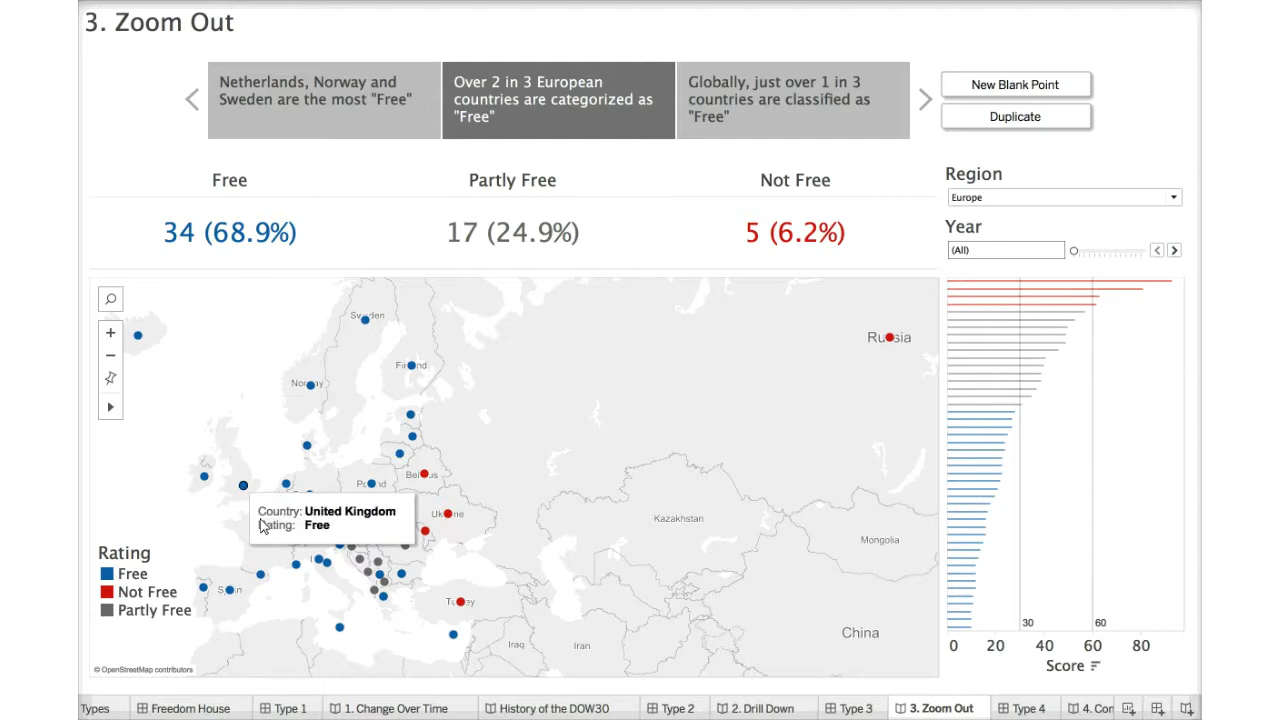 3. Zoom Out
Netherlands, Norway and
Sweden are the most "Free"
Over 2 in 3 European
countries are categorized as
"Free"
Globally, just over 1 in 3
countries are classified as
"Free"
New Blank Point
Duplicate
Free
Partly Free
Not Free
34 (68.9%)
17 (24.9%)
5 (6.2%)
Region
Europe
Year
(All)
Sweden
Finland
Norway
Russia
Belarus
Poland
Ukraine
Country: United Kingdom
Rating: Free
Kazakhstan
Mongolia
Spain
Turkey
Iraq
Iran
China
Rating
Free
Not Free
Partly Free
© OpenStreetMap contributors
30
60
0 20 40 60 80
Score
Types
Freedom House
Type 1
1. Change Over Time
History of the DOW30
Type 2
2. Drill Down
Type 3
3. Zoom Out
Type 4
4. Con